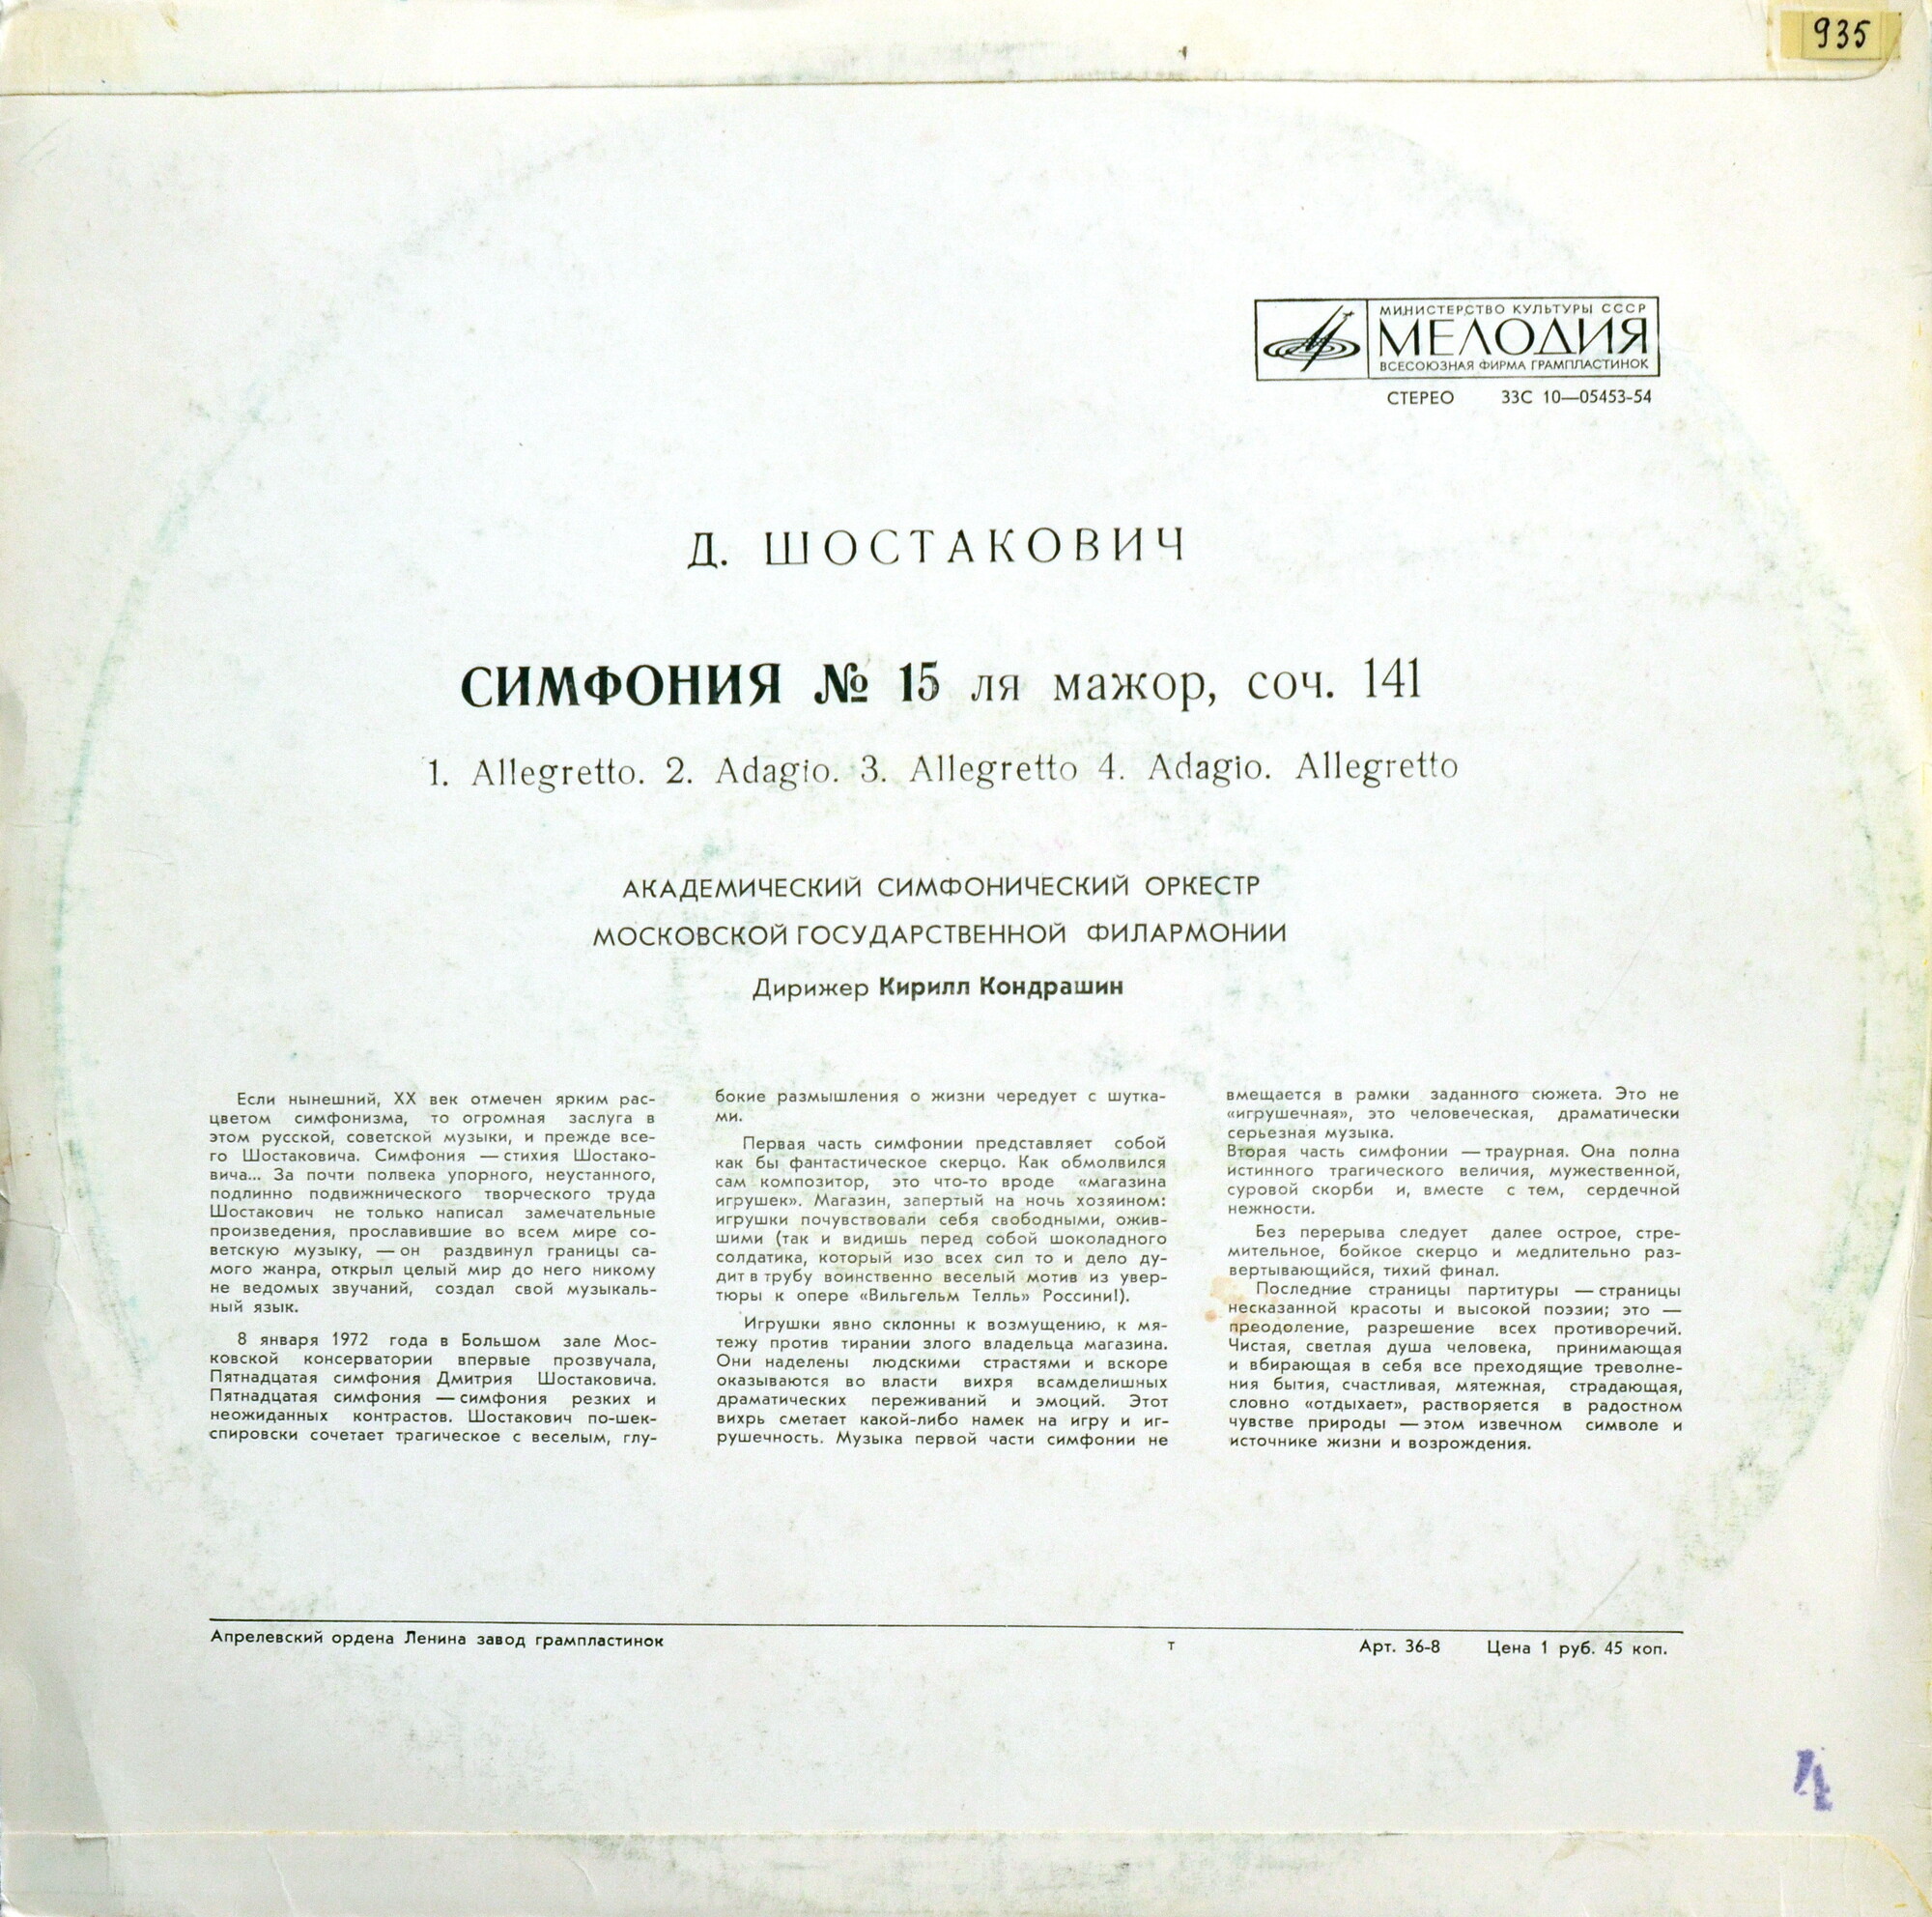 935
МИНИСТЕРСТВО КУЛЬТУРЫ СССР
МЕЛОДИЯ
ВСЕСОЮЗНАЯ ФИРМА ГРАМПЛАСТИНОК
СТЕРЕО 33С 10—05453-54
Д. ШОСТАКОВИЧ
СИМФОНИЯ № 15 ля мажор, соч. 141
1. Allegretto. 2. Adagio. 3. Allegretto 4. Adagio. Allegretto
АКАДЕМИЧЕСКИЙ СИМФОНИЧЕСКИЙ ОРКЕСТР
МОСКОВСКОЙ ГОСУДАРСТВЕННОЙ ФИЛАРМОНИИ
Дирижер Кирилл Кондрашин
Если нынешний, XX век отмечен ярким рас-
цветом симфонизма, то огромная заслуга в
этом русской, советской музыки, и прежде все-
го Шостаковича. Симфония — стихия Шостако-
вича... За почти полвека упорного, неустанного,
подлинно подвижнического творческого труда
Шостакович не только написал замечательные
произведения, прославившие во всем мире со-
ветскую музыку, — он раздвинул границы са-
мого жанра, открыл целый мир до него никому
не ведомых звучаний, создал свой музыкаль-
ный язык.
8 января 1972 года в Большом зале Мос-
ковской консерватории впервые прозвучала,
Пятнадцатая симфония Дмитрия Шостаковича.
Пятнадцатая симфония — симфония резких и
неожиданных контрастов. Шостакович по-шек-
спировски сочетает трагическое с веселым, глу-
бокие размышления о жизни чередует с шутка-
ми.
Первая часть симфонии представляет собой
как бы фантастическое скерцо. Как обмолвился
сам композитор, это что-то вроде «магазина
игрушек». Магазин, запертый на ночь хозяином:
игрушки почувствовали себя свободными, ожив-
шими (так и видишь перед собой шоколадного
солдатика, который изо всех сил то и дело ду-
дит в трубу воинственно веселый мотив из увер-
тюры к опере «Вильгельм Телль» Россини!).
Игрушки явно склонны к возмущению, к мя-
тежу против тирании злого владельца магазина.
Они наделены людскими страстями и вскоре
оказываются во власти вихря всамделишных
драматических переживаний и эмоций. Этот
вихрь сметает какой-либо намек на игру и иг-
рушечность. Музыка первой части симфонии не
вмещается в рамки заданного сюжета. Это не
«игрушечная», это человеческая, драматически
серьезная музыка.
Вторая часть симфонии — траурная. Она полна
истинного трагического величия, мужественной,
суровой скорби и, вместе с тем, сердечной
нежности.
Без перерыва следует далее острое, стре-
мительное, бойкое скерцо и медлительно раз-
вертывающийся, тихий финал.
Последние страницы партитуры — страницы
несказанной красоты и высокой поэзии; это —
преодоление, разрешение всех противоречий.
Чистая, светлая душа человека, принимающая
и вбирающая в себя все преходящие треволне-
ния бытия, счастливая, мятежная, страдающая,
словно «отдыхает», растворяется в радостном
чувстве природы — этом извечном символе и
источнике жизни и возрождения.
Апрелевский ордена Ленина завод грампластинок т Арт. 36-8 Цена 1 руб. 45 коп.
4